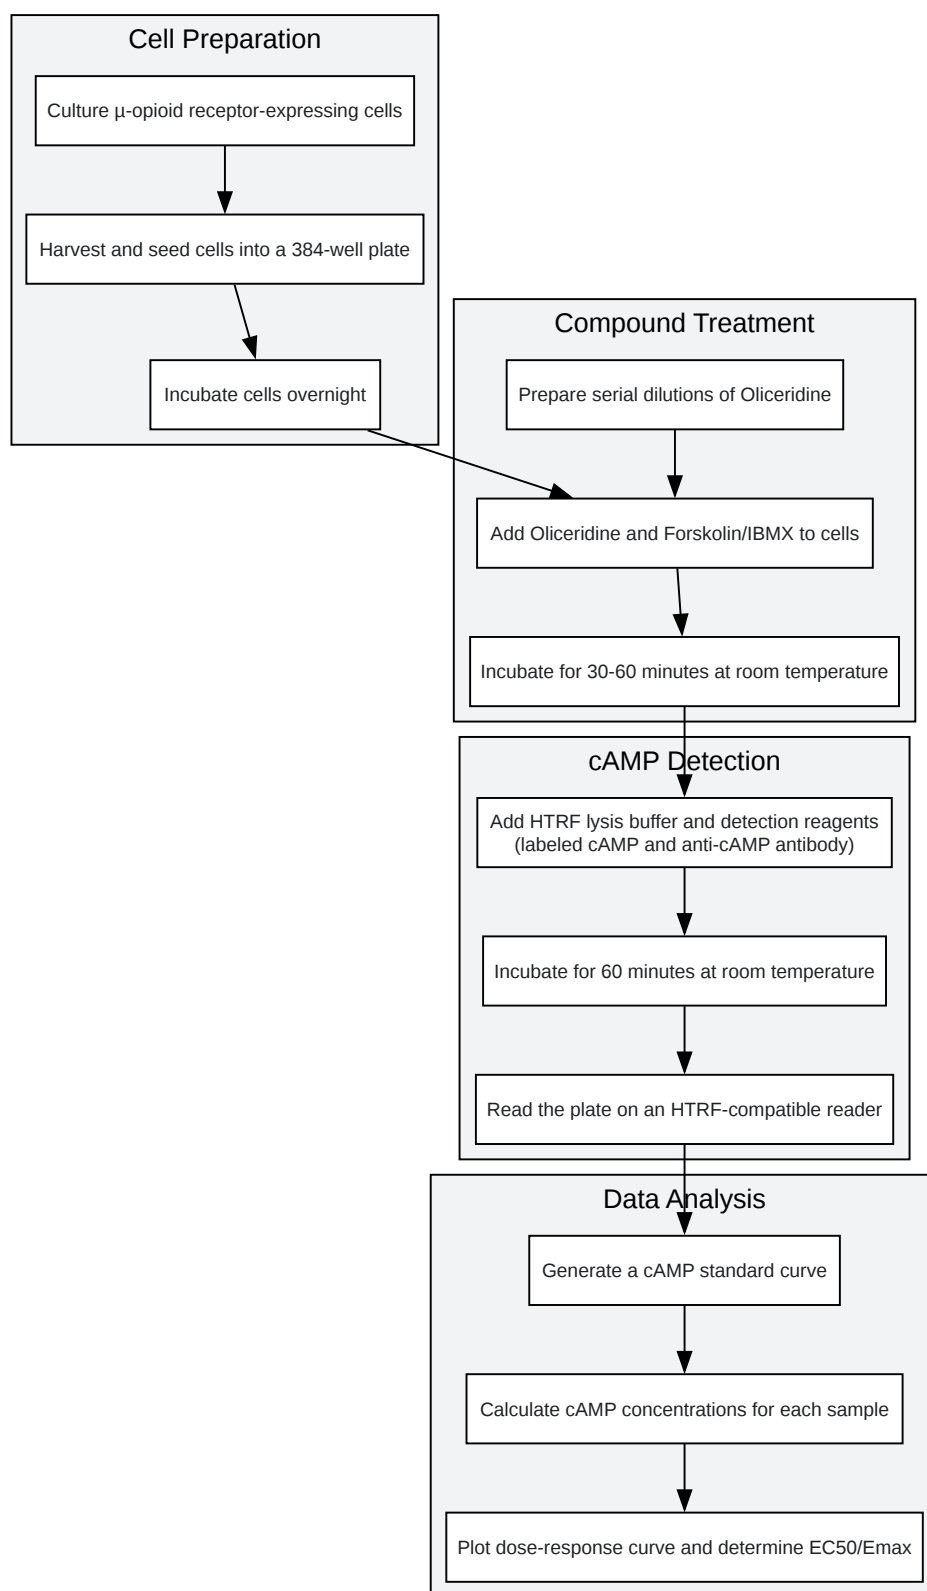 Cell Preparation
Culture µ-opioid receptor-expressing cells
Harvest and seed cells into a 384-well plate
Incubate cells overnight
Compound Treatment
Prepare serial dilutions of Oliceridine
Add Oliceridine and Forskolin/IBMX to cells
Incubate for 30-60 minutes at room temperature
cAMP Detection
Add HTRF lysis buffer and detection reagents
(labeled cAMP and anti-cAMP antibody)
Incubate for 60 minutes at room temperature
Read the plate on an HTRF-compatible reader
Data Analysis
Generate a cAMP standard curve
Calculate cAMP concentrations for each sample
Plot dose-response curve and determine EC50/Emax